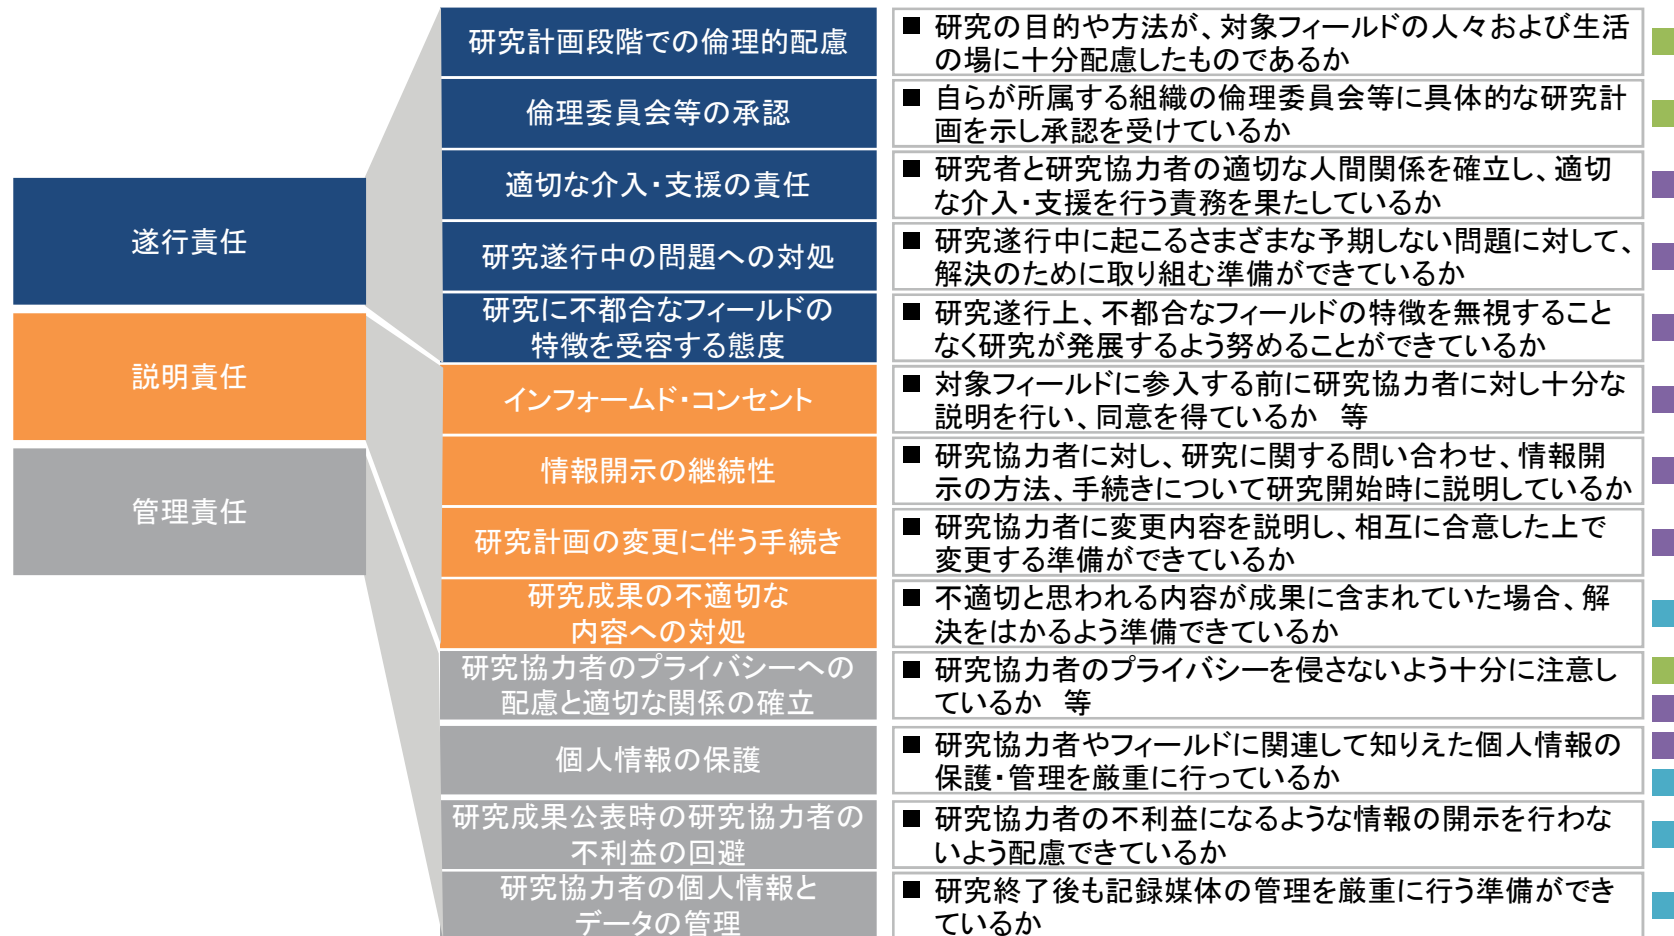 遂行責任
説明責任
管理責任
研究計画段階での倫理的配慮
■ 研究の目的や方法が、対象フィールドの人々および生活
の場に十分配慮したものであるか
倫理委員会等の承認
■ 自らが所属する組織の倫理委員会等に具体的な研究計
画を示し承認を受けているか
適切な介入・支援の責任
■ 研究者と研究協力者の適切な人間関係を確立し、適切
な介入・支援を行う責務を果たしているか
研究遂行中の問題への対処
■ 研究遂行中に起こるさまざまな予期しない問題に対して、
解決のために取り組む準備ができているか
研究に不都合なフィールドの
特徴を受容する態度
■ 研究遂行上、不都合なフィールドの特徴を無視すること
なく研究が発展するよう努めることができているか
インフォームド・コンセント
■ 対象フィールドに参入する前に研究協力者に対し十分な
説明を行い、同意を得ているか 等
情報開示の継続性
■ 研究協力者に対し、研究に関する問い合わせ、情報開
示の方法、手続きについて研究開始時に説明しているか
研究計画の変更に伴う手続き
■ 研究協力者に変更内容を説明し、相互に合意した上で
変更する準備ができているか
研究成果の不適切な
内容への対処
■ 不適切と思われる内容が成果に含まれていた場合、解
決をはかるよう準備できているか
研究協力者のプライバシーへの
配慮と適切な関係の確立
■ 研究協力者のプライバシーを侵さないよう十分に注意し
ているか 等
個人情報の保護
■ 研究協力者やフィールドに関連して知りえた個人情報の
保護・管理を厳重に行っているか
研究成果公表時の研究協力者の
不利益の回避
■ 研究協力者の不利益になるような情報の開示を行わな
いよう配慮できているか
研究協力者の個人情報と
データの管理
■ 研究終了後も記録媒体の管理を厳重に行う準備ができ
ているか